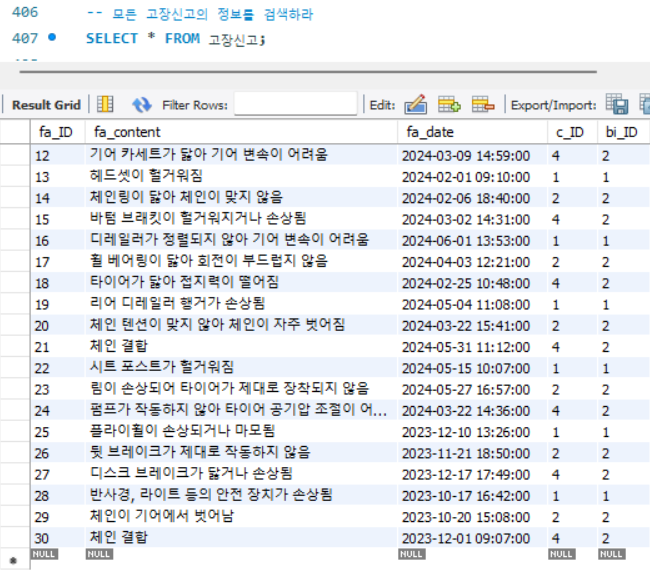 406 -- 모든 고장신고의 정보를 검색하라
407 SELECT * FROM 고장신고;
Result Grid Filter Rows: Edit: Export/Import:
fa_ID fa_content fa_date c_ID bi_ID
12 기어 카세트가 닳아 기어 변속이 어려움 2024-03-09 14:59:00 4 2
13 헤드셋이 헐거워짐 2024-02-01 09:10:00 1 1
14 체인링이 닳아 체인이 맞지 않음 2024-02-06 18:40:00 2 2
15 바텀 브래킷이 헐거워지거나 손상됨 2024-03-02 14:31:00 4 2
16 디레일러가 정렬되지 않아 기어 변속이 어려움 2024-06-01 13:53:00 1 1
17 휠 베어링이 닳아 회전이 부드럽지 않음 2024-04-03 12:21:00 2 2
18 타이어가 닳아 접지력이 떨어짐 2024-02-25 10:48:00 4 2
19 리어 디레일러 행거가 손상됨 2024-05-04 11:08:00 1 1
20 체인 텐션이 맞지 않아 체인이 자주 벗어짐 2024-03-22 15:41:00 2 2
21 체인 결합 2024-05-31 11:12:00 4 2
22 시트 포스트가 헐거워짐 2024-05-15 10:07:00 1 1
23 림이 손상되어 타이어가 제대로 장착되지 않음 2024-05-27 16:57:00 2 2
24 펌프가 작동하지 않아 타이어 공기압 조절이 어... 2024-03-22 14:36:00 4 2
25 플라이휠이 손상되거나 마모됨 2023-12-10 13:26:00 1 1
26 뒷 브레이크가 제대로 작동하지 않음 2023-11-21 18:50:00 2 2
27 디스크 브레이크가 닳거나 손상됨 2023-12-17 17:49:00 4 2
28 반사경, 라이트 등의 안전 장치가 손상됨 2023-10-17 16:42:00 1 1
29 체인이 기어에서 벗어남 2023-10-20 15:08:00 2 2
30 체인 결합 2023-12-01 09:07:00 4 2
NULL NULL NULL NULL NULL